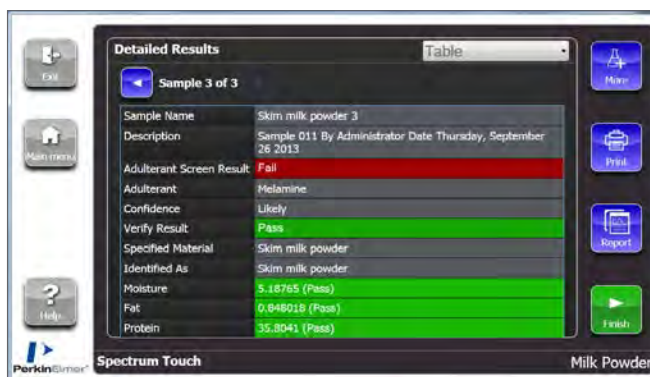 Detailed Results
Table
Exit
Sample 3 of 3
More
Sample Name Skim milk powder 3
Description Sample 011 By Administrator Date Thursday, September
26 2013
Main menu
Adulterant Screen Result Fail
Print
Adulterant Melamine
Confidence Likely
Verify Result Pass
Specified Material Skim milk powder
Report
Identified As Skim milk powder
Moisture 5.18765 (Pass)
Help
Fat 0.846018 (Pass)
Protein 35.8041 (Pass)
Finish
PerkinElmer
Spectrum Touch
Milk Powder